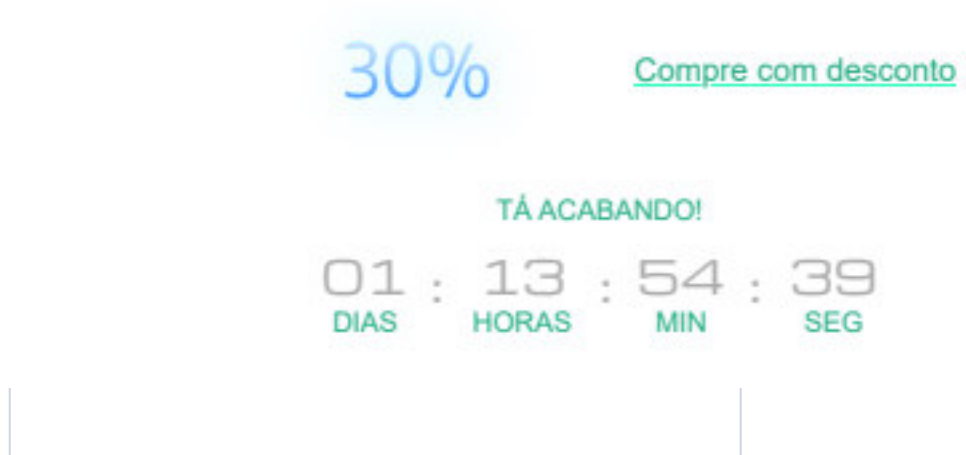 30% Compre com desconto
TÁ ACABANDO!
01 : 13 : 54 : 39
DIAS HORAS MIN SEG